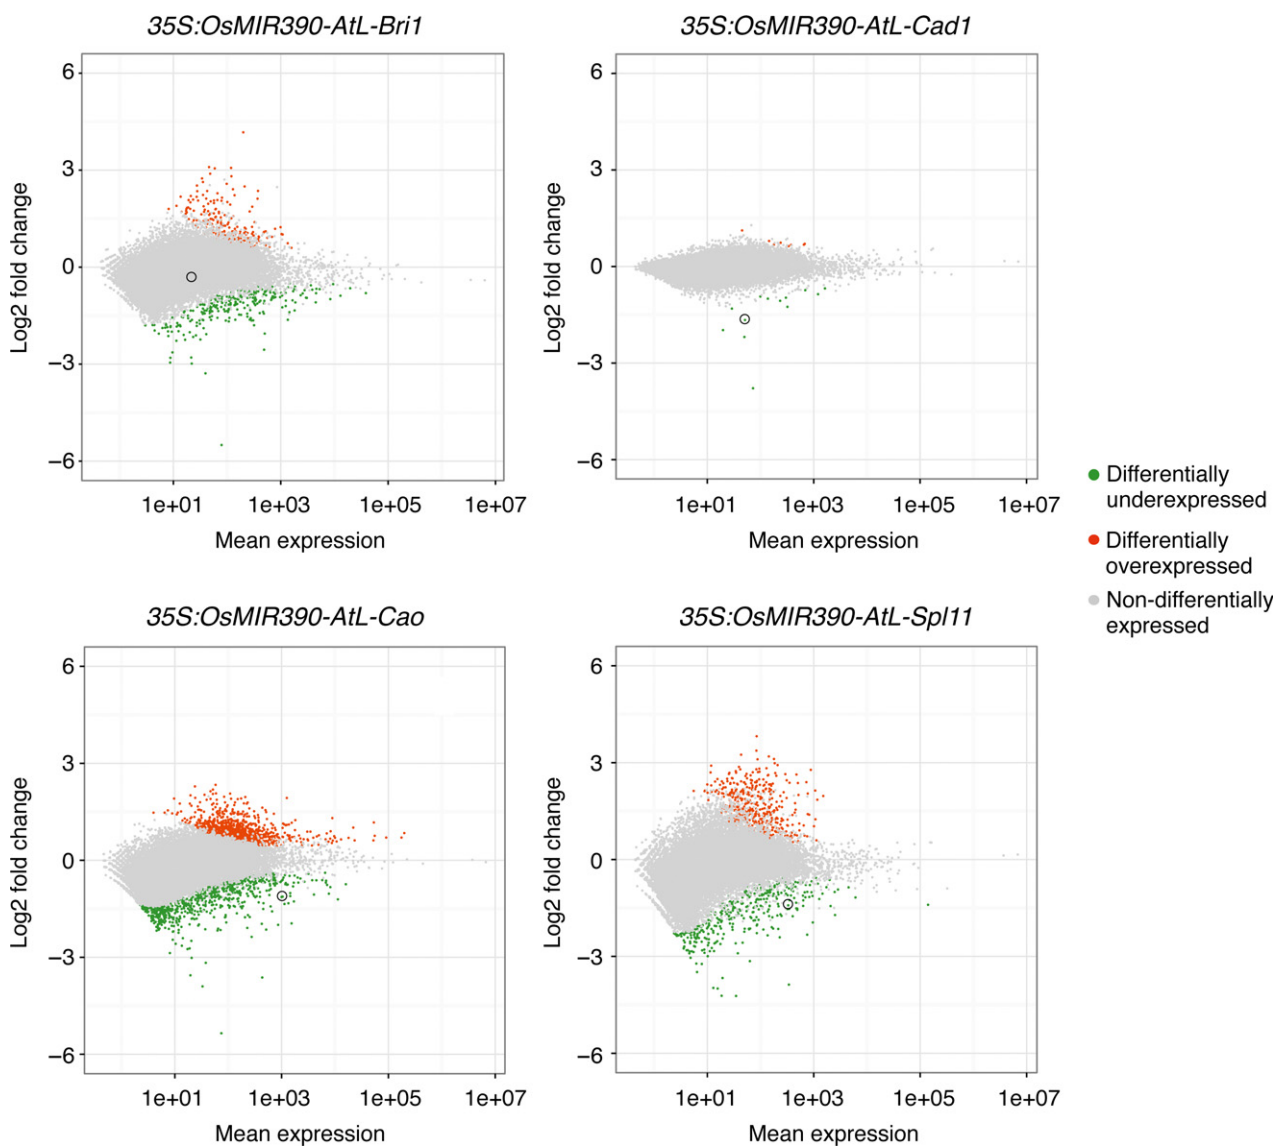 35S:OsMIR390-AtL-Bri1
35S:OsMIR390-AtL-Cad1
6
3
0
−3
−6
Log2 fold change
1e+01
1e+03
1e+05
1e+07
Mean expression
6
3
0
−3
−6
Log2 fold change
1e+01
1e+03
1e+05
1e+07
Mean expression
Differentially
underexpressed
Differentially
overexpressed
Non-differentially
expressed
35S:OsMIR390-AtL-Cao
35S:OsMIR390-AtL-Spl11
6
3
0
−3
−6
Log2 fold change
1e+01
1e+03
1e+05
1e+07
Mean expression
6
3
0
−3
−6
Log2 fold change
1e+01
1e+03
1e+05
1e+07
Mean expression